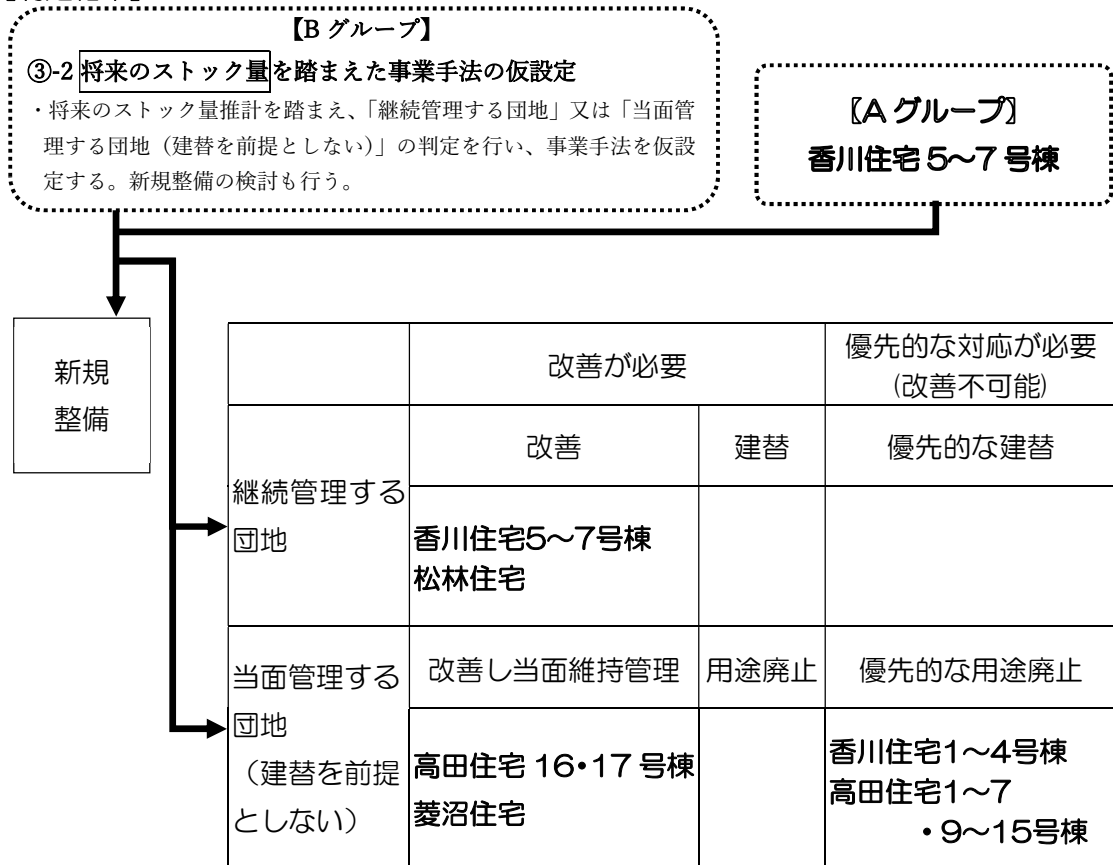 【Bグループ】
③-2 将来のストック量を踏まえた事業手法の仮設定
・将来のストック量推計を踏まえ、「継続管理する団地」又は「当面管
理する団地(建替を前提としない)」の判定を行い、事業手法を仮設
定する。新規整備の検討も行う。
〖Aグループ〗
香川住宅5~7号棟
新規
整備
改善が必要
優先的な対応が必要
(改善不可能)
継続管理する
団地
改善
建替
優先的な建替
香川住宅5~7号棟
松林住宅
当面管理する
団地
(建替を前提
としない)
改善し当面維持管理
用途廃止
優先的な用途廃止
高田住宅16・17号棟
菱沼住宅
香川住宅1~4号棟
高田住宅1~7
・9~15号棟